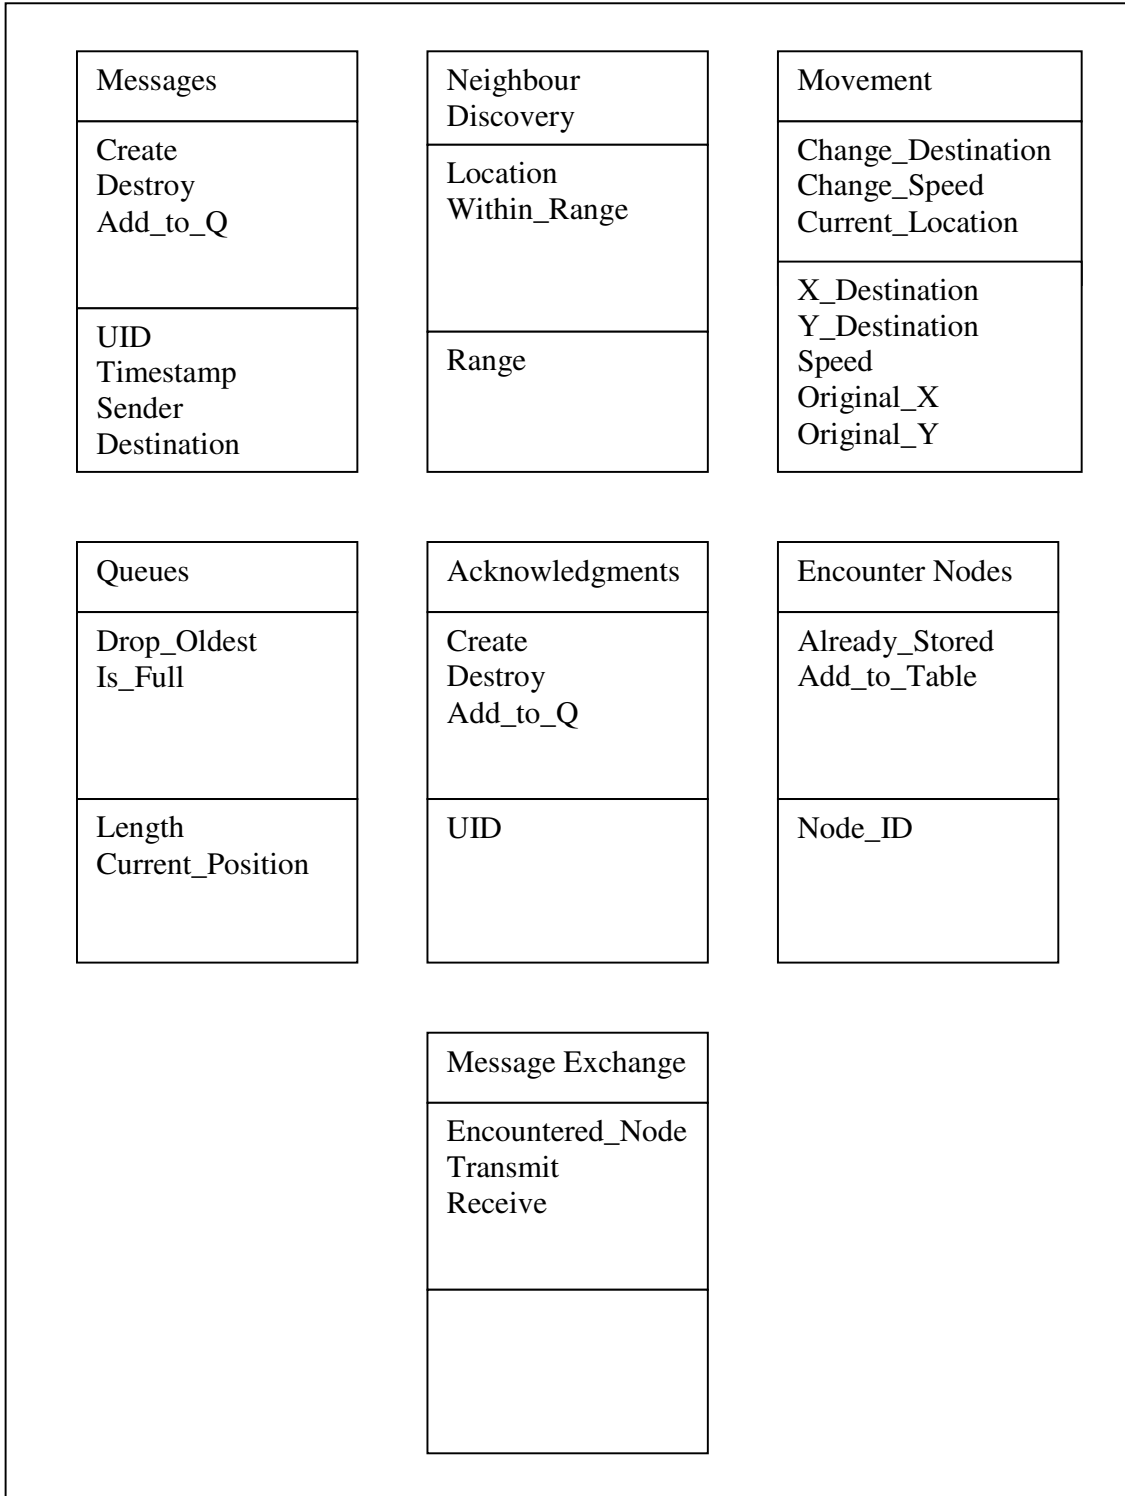 Messages
Create
Destroy
Add_to_Q
UID
Timestamp
Sender
Destination
Neighbour
Discovery
Location
Within_Range
Range
Movement
Change_Destination
Change_Speed
Current_Location
X_Destination
Y_Destination
Speed
Original_X
Original_Y
Queues
Drop_Oldest
Is_Full
Length
Current_Position
Acknowledgments
Create
Destroy
Add_to_Q
UID
Encounter Nodes
Already_Stored
Add_to_Table
Node_ID
Message Exchange
Encountered_Node
Transmit
Receive